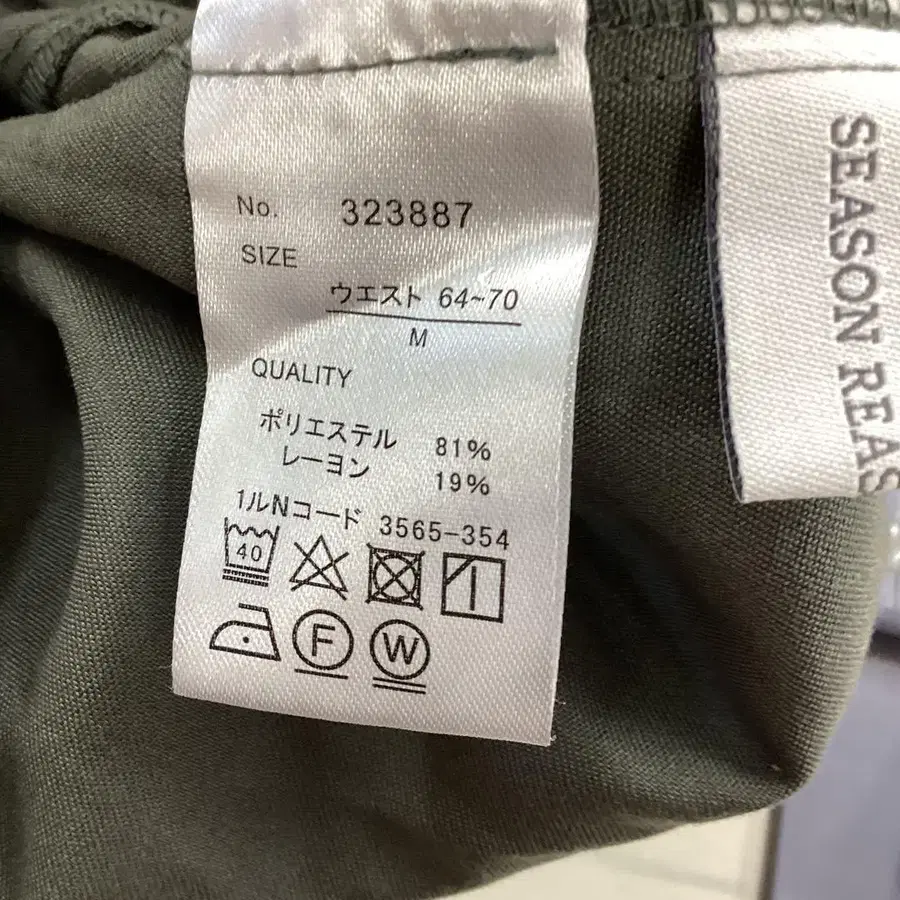 No. 323887
SIZE
ウエスト 64~70
M
QUALITY
ポリエステル 81%
レーヨン 19%
1ルNコード 3565-354
40
F
W
SEASON REAS